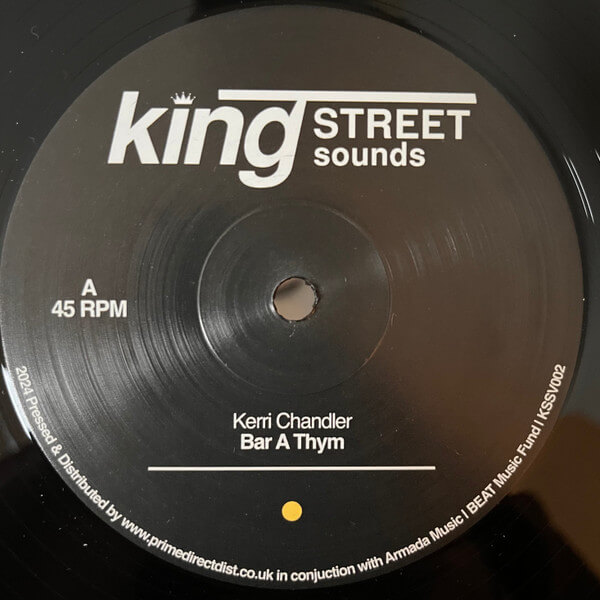 king STREET
sounds
A
45 RPM
Kerri Chandler
Bar A Thym
2024 Pressed & Distributed by www.primedirectdist.co.uk in conjuction with Armada Music I BEAT Music Fund I KSSV002